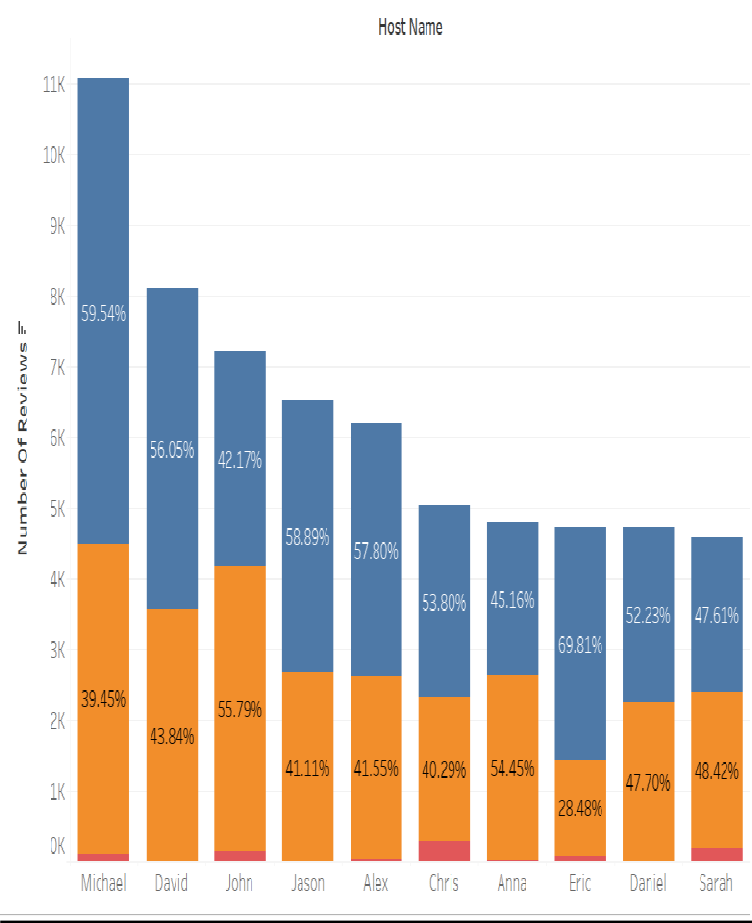 Host Name
Number Of Reviews
11K
10K
9K
8K
7K
6K
5K
4K
3K
2K
1K
0K
59.54%
39.45%
56.05%
43.84%
42.17%
55.79%
58.89%
41.11%
57.80%
41.55%
53.80%
40.29%
45.16%
54.45%
69.81%
28.48%
52.23%
47.70%
47.61%
48.42%
Michael David John Jason Alex Chris Anna Eric Daniel Sarah